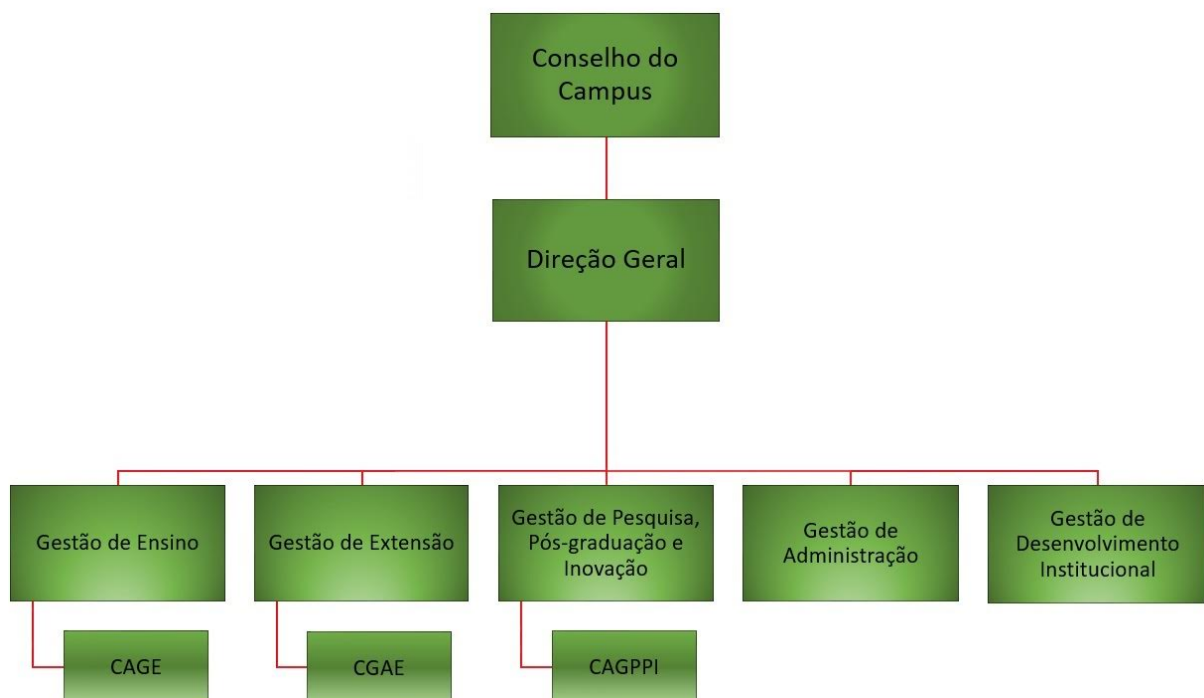 Conselho do
Campus
Direção Geral
Gestão de Ensino
Gestão de Extensão
Gestão de Pesquisa,
Pós-graduação e
Inovação
Gestão de
Administração
Gestão de
Desenvolvimento
Institucional
CAGE
CGAE
CAGPPI